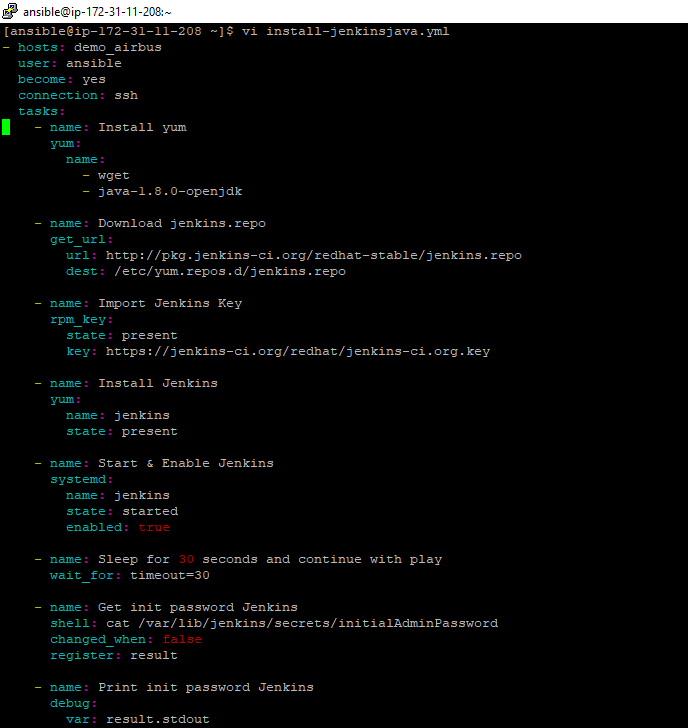 ansible@ip-172-31-11-208:~
[ansible@ip-172-31-11-208 ~]$ vi install-jenkinsjava.yml
- hosts: demo_airbus
  user: ansible
  become: yes
  connection: ssh
  tasks:
    - name: Install yum
      yum:
        name:
          - wget
          - java-1.8.0-openjdk

    - name: Download jenkins.repo
      get_url:
        url: http://pkg.jenkins-ci.org/redhat-stable/jenkins.repo
        dest: /etc/yum.repos.d/jenkins.repo

    - name: Import Jenkins Key
      rpm_key:
        state: present
        key: https://jenkins-ci.org/redhat/jenkins-ci.org.key

    - name: Install Jenkins
      yum:
        name: jenkins
        state: present

    - name: Start & Enable Jenkins
      systemd:
        name: jenkins
        state: started
        enabled: true

    - name: Sleep for 30 seconds and continue with play
      wait_for: timeout=30

    - name: Get init password Jenkins
      shell: cat /var/lib/jenkins/secrets/initialAdminPassword
      changed_when: false
      register: result

    - name: Print init password Jenkins
      debug:
        var: result.stdout